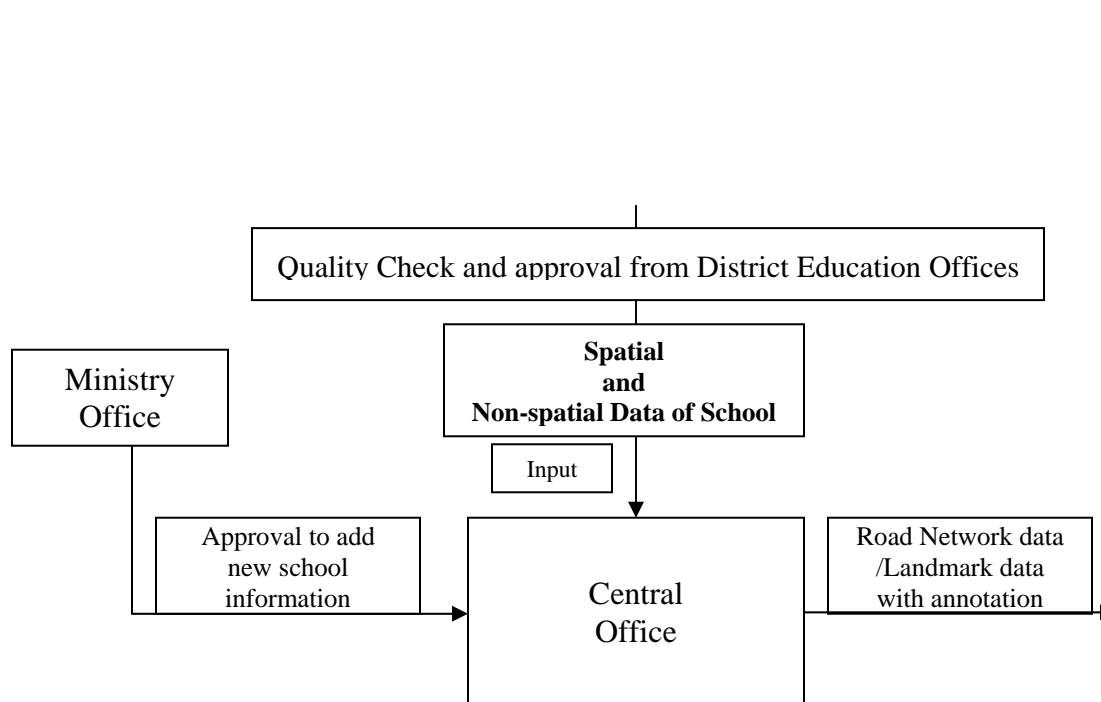 Quality Check and approval from District Education Offices
Spatial
and
Non-spatial Data of School
Ministry
Office
Input
Approval to add
new school
information
Central
Office
Road Network data
/Landmark data
with annotation